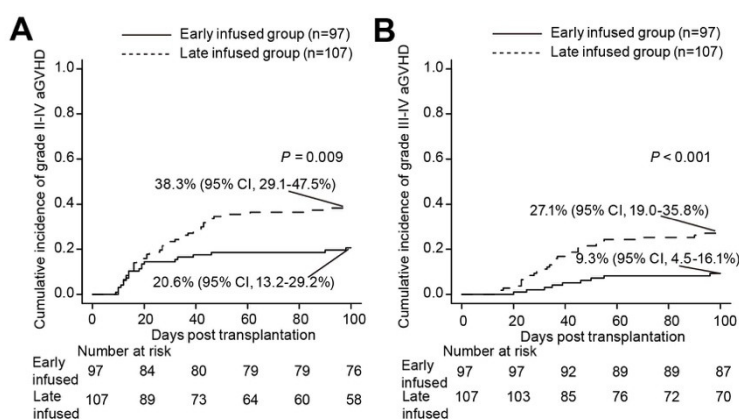 A
Early infused group (n=97)
Late infused group (n=107)
Cumulative incidence of grade II-IV aGVHD
1.0
0.8
0.6
0.4
0.2
0.0
P = 0.009
38.3% (95% CI, 29.1-47.5%)
20.6% (95% CI, 13.2-29.2%)
0 20 40 60 80 100
Days post transplantation
Number at risk
Early infused 97 84 80 79 79 76
Late infused 107 89 73 64 60 58
B
Early infused group (n=97)
Late infused group (n=107)
Cumulative incidence of grade III-IV aGVHD
1.0
0.8
0.6
0.4
0.2
0.0
P < 0.001
27.1% (95% CI, 19.0-35.8%)
9.3% (95% CI, 4.5-16.1%)
0 20 40 60 80 100
Days post transplantation
Number at risk
Early infused 97 97 92 89 89 87
Late infused 107 103 85 76 72 70